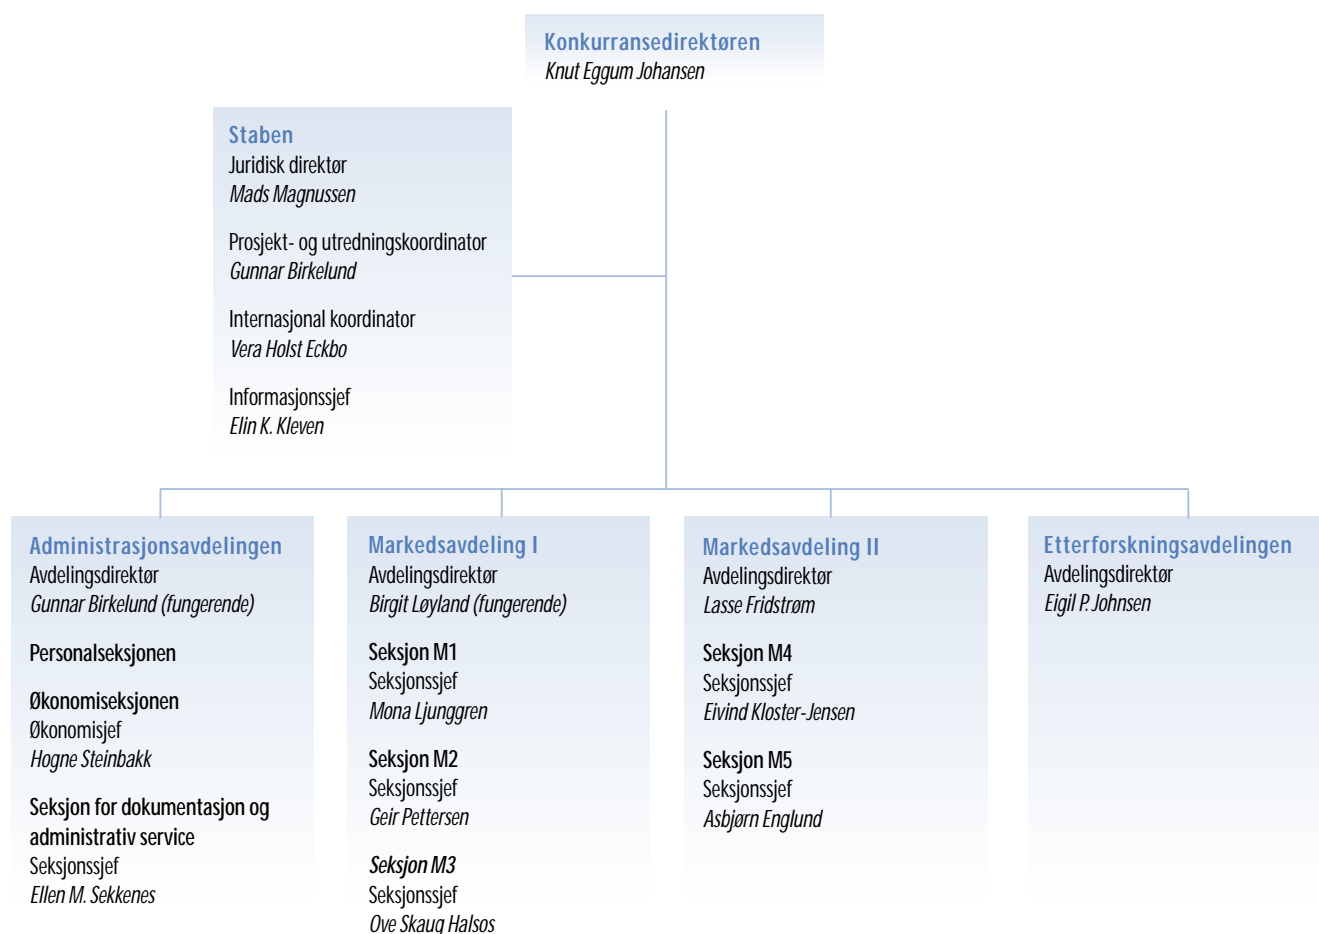 Konkurransedirektøren
Knut Eggum Johansen
Staben
Juridisk direktør
Mads Magnussen
Prosjekt- og utredningskoordinator
Gunnar Birkelund
Internasjonal koordinator
Vera Holst Eckbo
Informasjonssjef
Elin K. Kleven
Administrasjonsavdelingen
Avdelingsdirektør
Gunnar Birkelund (fungerende)
Personalseksjonen
Økonomiseksjonen
Økonomisjef
Hogne Steinbakk
Seksjon for dokumentasjon og
administrativ service
Seksjonssjef
Ellen M. Sekkenes
Markedsavdeling I
Avdelingsdirektør
Birgit Løyland (fungerende)
Seksjon M1
Seksjonssjef
Mona Ljunggren
Seksjon M2
Seksjonssjef
Geir Pettersen
Seksjon M3
Seksjonssjef
Ove Skaug Halsos
Markedsavdeling II
Avdelingsdirektør
Lasse Fridstrøm
Seksjon M4
Seksjonssjef
Eivind Kloster-Jensen
Seksjon M5
Seksjonssjef
Asbjørn Englund
Etterforskningsavdelingen
Avdelingsdirektør
Eigil P. Johnsen